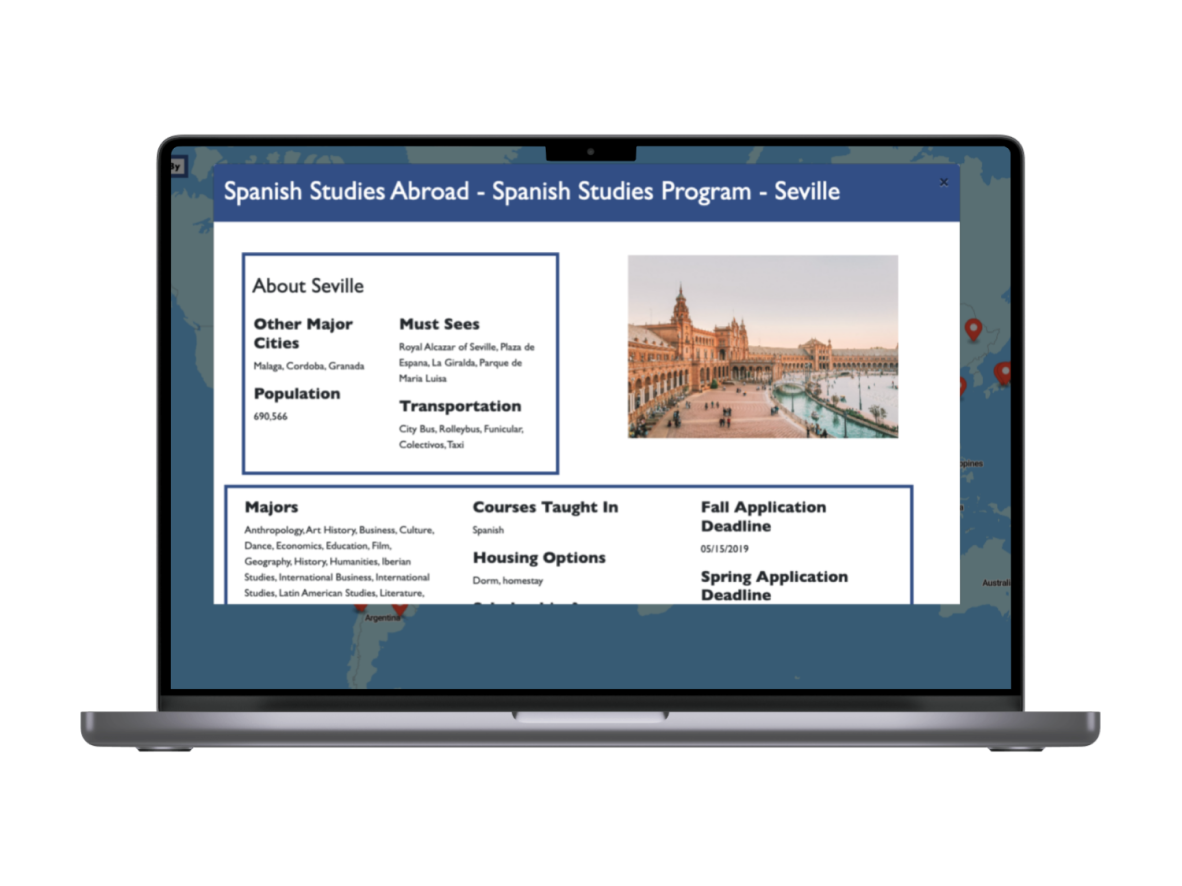 Spanish Studies Abroad - Spanish Studies Program - Seville
×
About Seville
Other Major
Cities
Malaga, Cordoba, Granada
Population
690,566
Must Sees
Royal Alcazar of Seville, Plaza de
Espana, La Giralda, Parque de
Maria Luisa
Transportation
City Bus, Rolleybus, Funicular,
Colectivos, Taxi
Majors
Anthropology, Art History, Business, Culture,
Dance, Economics, Education, Film,
Geography, History, Humanities, Iberian
Studies, International Business, International
Studies, Latin American Studies, Literature,
Courses Taught In
Spanish
Housing Options
Dorm, homestay
Fall Application
Deadline
05/15/2019
Spring Application
Deadline
Argentina